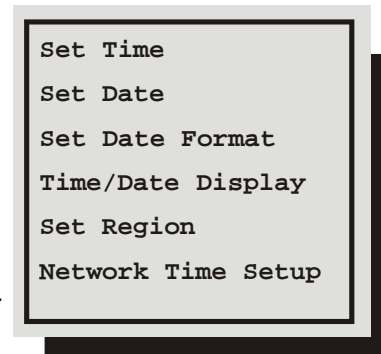 Set Time
Set Date
Set Date Format
Time/Date Display
Set Region
Network Time Setup